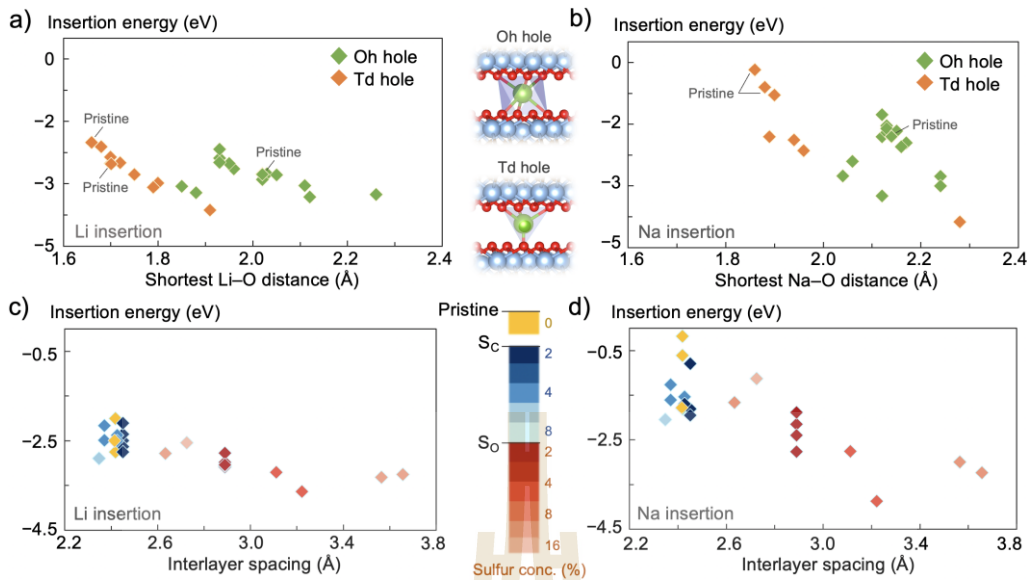 a)
Insertion energy (eV)
0
−2
−3
−5
1.6
1.8
2.0
2.2
2.4
Shortest Li–O distance (Å)
Oh hole
Td hole
Pristine
Pristine
Pristine
Li insertion
Oh hole
Td hole
b)
Insertion energy (eV)
0
−1
−2
−3
−5
1.6
1.8
2.0
2.2
2.4
Shortest Na–O distance (Å)
Oh hole
Td hole
Pristine
Pristine
Na insertion
c)
Insertion energy (eV)
−0.5
−2.5
−4.5
2.2
2.6
3.0
3.4
3.8
Interlayer spacing (Å)
Li insertion
Pristine
0
SC
2
4
8
SO
2
4
8
16
Sulfur conc. (%)
d)
Insertion energy (eV)
−0.5
−2.5
−4.5
2.2
2.6
3.0
3.4
3.8
Interlayer spacing (Å)
Na insertion